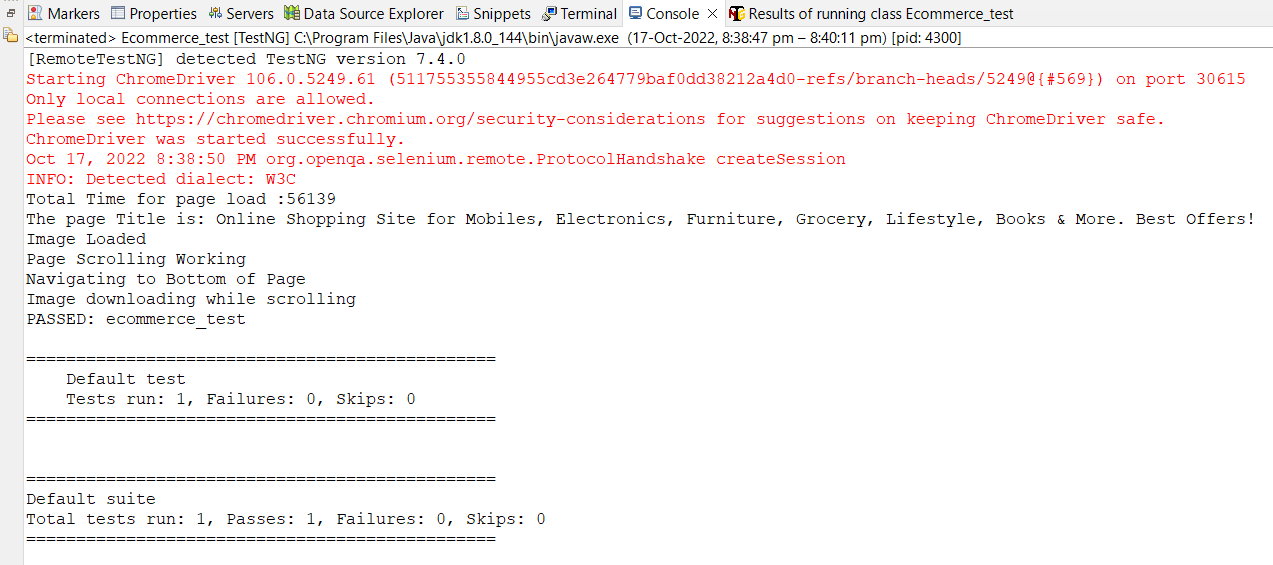 Markers Properties Servers Data Source Explorer Snippets Terminal Console Results of running class Ecommerce_test
<terminated> Ecommerce_test [TestNG] C:\Program Files\Java\jdk1.8.0_144\bin\javaw.exe (17-Oct-2022, 8:38:47 pm – 8:40:11 pm) [pid: 4300]
[RemoteTestNG] detected TestNG version 7.4.0
Starting ChromeDriver 106.0.5249.61 (511755355844955cd3e264779baf0dd38212a4d0-refs/branch-heads/5249@{#569}) on port 30615
Only local connections are allowed.
Please see https://chromedriver.chromium.org/security-considerations for suggestions on keeping ChromeDriver safe.
ChromeDriver was started successfully.
Oct 17, 2022 8:38:50 PM org.openqa.selenium.remote.ProtocolHandshake createSession
INFO: Detected dialect: W3C
Total Time for page load :56139
The page Title is: Online Shopping Site for Mobiles, Electronics, Furniture, Grocery, Lifestyle, Books & More. Best Offers!
Image Loaded
Page Scrolling Working
Navigating to Bottom of Page
Image downloading while scrolling
PASSED: ecommerce_test
===============================================
Default test
Tests run: 1, Failures: 0, Skips: 0
===============================================
===============================================
Default suite
Total tests run: 1, Passes: 1, Failures: 0, Skips: 0
===============================================